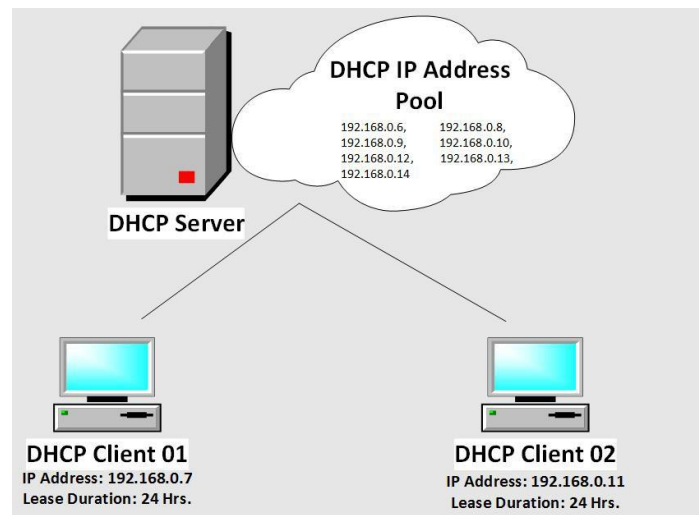 DHCP IP Address
Pool
192.168.0.6, 192.168.0.8,
192.168.0.9, 192.168.0.10,
192.168.0.12, 192.168.0.13,
192.168.0.14
DHCP Server
DHCP Client 01
IP Address: 192.168.0.7
Lease Duration: 24 Hrs.
DHCP Client 02
IP Address: 192.168.0.11
Lease Duration: 24 Hrs.